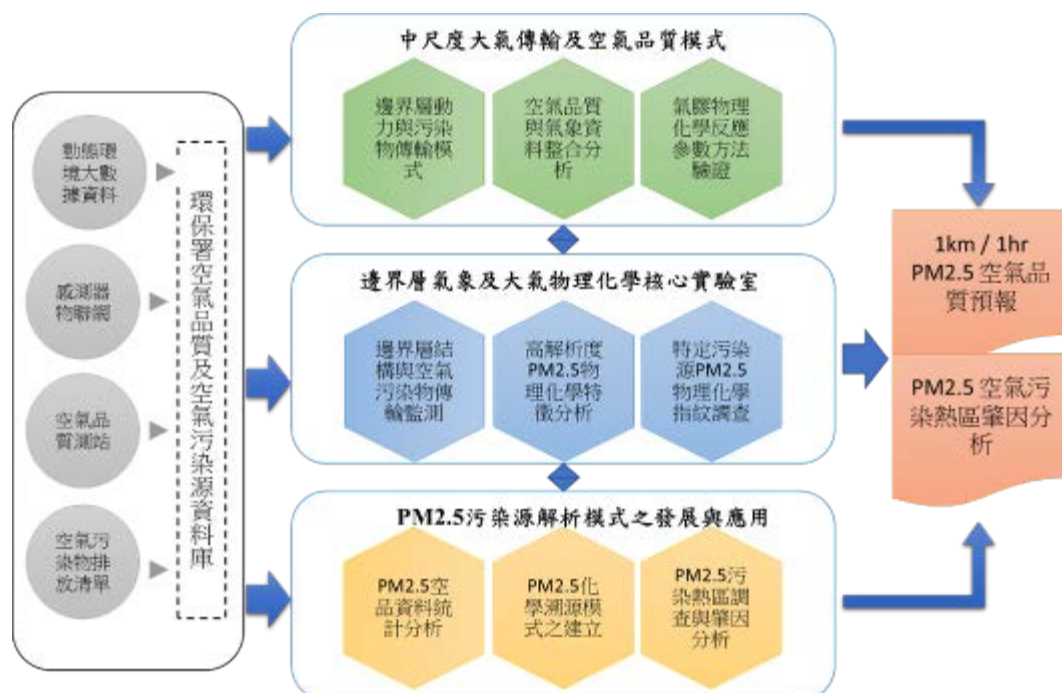 動態環
境大數
據資料
感測器
物聯網
空氣品
質測站
空氣污
染物排
放清單
環保署空氣品質及空氣污染源資料庫
中尺度大氣傳輸及空氣品質模式
邊界層動
力與污染
物傳輸模
式
空氣品質
與氣象資
料整合分
析
氣膠物理
化學反應
參數方法
驗證
邊界層氣象及大氣物理化學核心實驗室
邊界層結
構與空氣
污染物傳
輸監測
高解析度
PM2.5物
理化學特
徵分析
特定污染
源PM2.5
物理化學
指紋調查
PM2.5污染源解析模式之發展與應用
PM2.5空
品資料統
計分析
PM2.5化
學溯源模
式之建立
PM2.5污
染熱區調
查與肇因
分析
1km / 1hr
PM2.5 空氣品
質預報
PM2.5 空氣污
染熱區肇因分
析